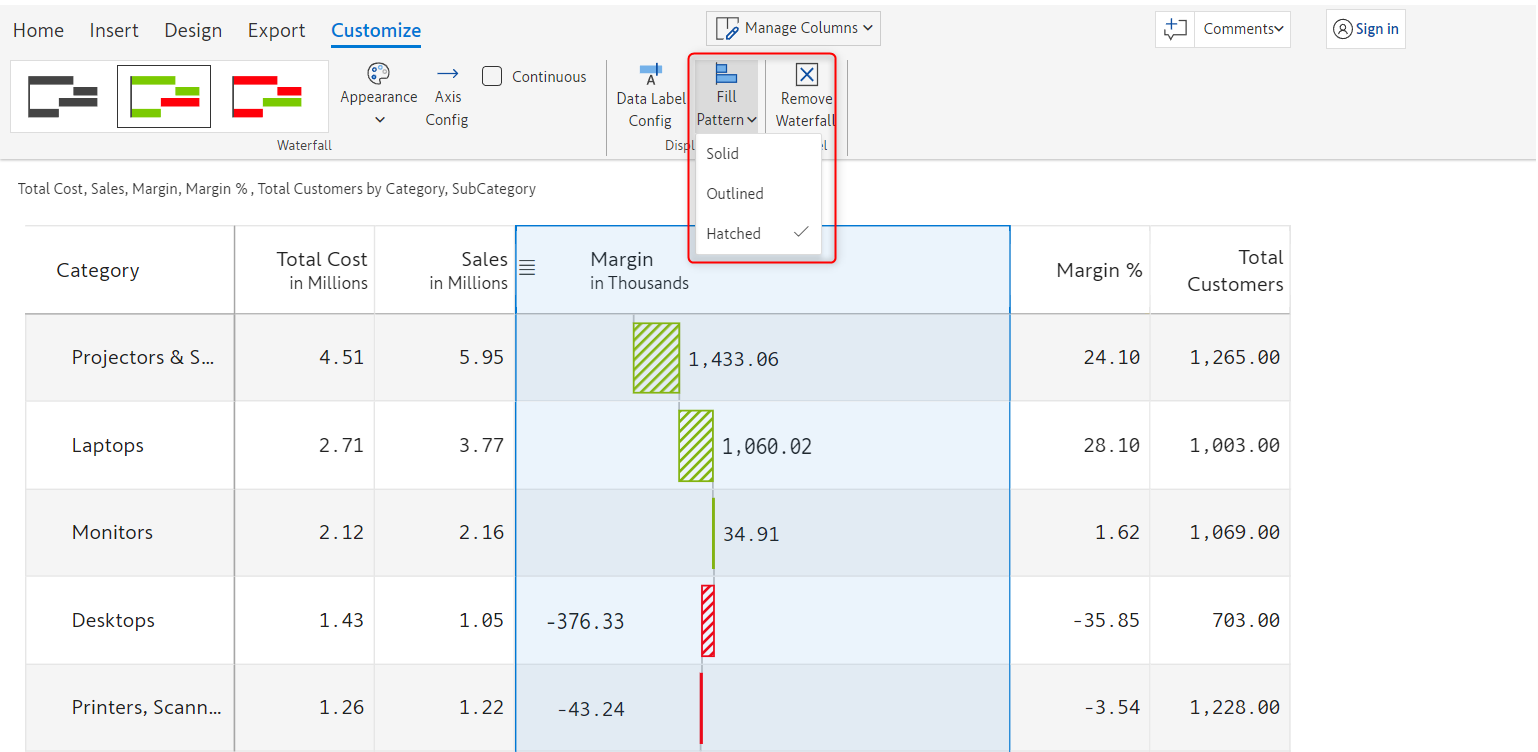 Home Insert Design Export Customize
Manage Columns
Comments
Sign in
Appearance
Axis
Config
Continuous
Waterfall
Data Label
Config
Fill
Pattern
Remove
Waterfall
Solid
Outlined
Hatched
Total Cost, Sales, Margin, Margin % , Total Customers by Category, SubCategory
Category
Total Cost
in Millions
Sales
in Millions
Margin
in Thousands
Margin %
Total
Customers
Projectors & S... 4.51 5.95 1,433.06 24.10 1,265.00
Laptops 2.71 3.77 1,060.02 28.10 1,003.00
Monitors 2.12 2.16 34.91 1.62 1,069.00
Desktops 1.43 1.05 -376.33 -35.85 703.00
Printers, Scann... 1.26 1.22 -43.24 -3.54 1,228.00